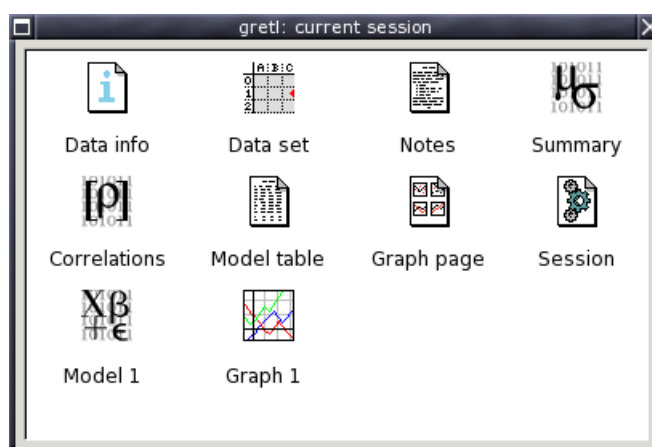 gretl: current session
Data info Data set Notes Summary
Correlations Model table Graph page Session
Model 1 Graph 1